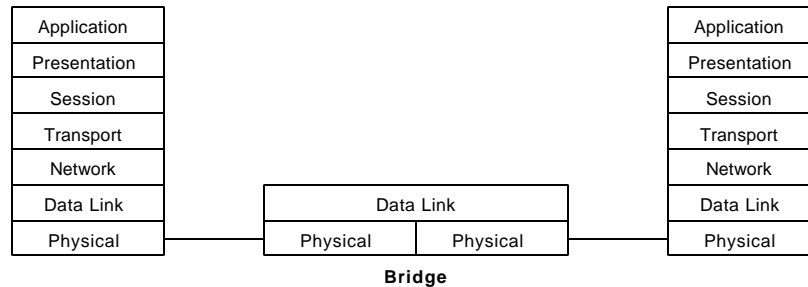 Application Application
Presentation Presentation
Session Session
Transport Transport
Network Network
Data Link Data Link Data Link
Physical Physical Physical Physical
Bridge